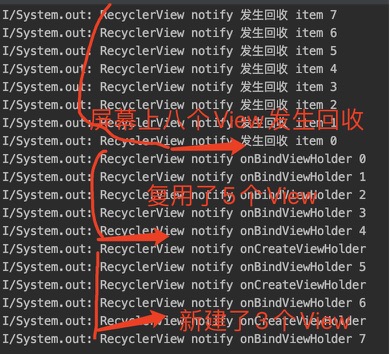 I/System.out: RecyclerView notify 发生回收 item 7
I/System.out: RecyclerView notify 发生回收 item 6
I/System.out: RecyclerView notify 发生回收 item 5
I/System.out: RecyclerView notify 发生回收 item 4
I/System.out: RecyclerView notify 发生回收 item 3
I/System.out: RecyclerView notify 发生回收 item 2
屏幕上八个View 发生回收
I/System.out: RecyclerView notify 发生回收 item 1
I/System.out: RecyclerView notify 发生回收 item 0
I/System.out: RecyclerView notify onBindViewHolder 0
I/System.out: RecyclerView notify onBindViewHolder 1
I/System.out: RecyclerView notify onBindViewHolder 2
复用了5个View
I/System.out: RecyclerView notify onBindViewHolder 3
I/System.out: RecyclerView notify onBindViewHolder 4
I/System.out: RecyclerView notify onCreateViewHolder
I/System.out: RecyclerView notify onBindViewHolder 5
I/System.out: RecyclerView notify onCreateViewHolder
I/System.out: RecyclerView notify onBindViewHolder 6
I/System.out: RecyclerView notify onCreateViewHolder
新建了3个View
I/System.out: RecyclerView notify onBindViewHolder 7